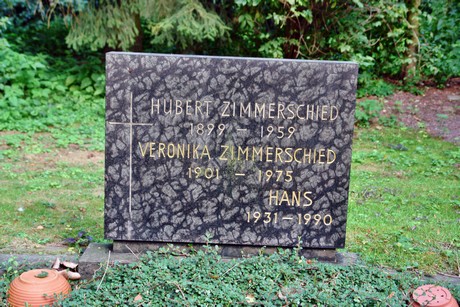 HUBERT ZIMMERSCHIED
1899 – 1959
VERONIKA ZIMMERSCHIED
1901 – 1975
HANS
1931 – 1990